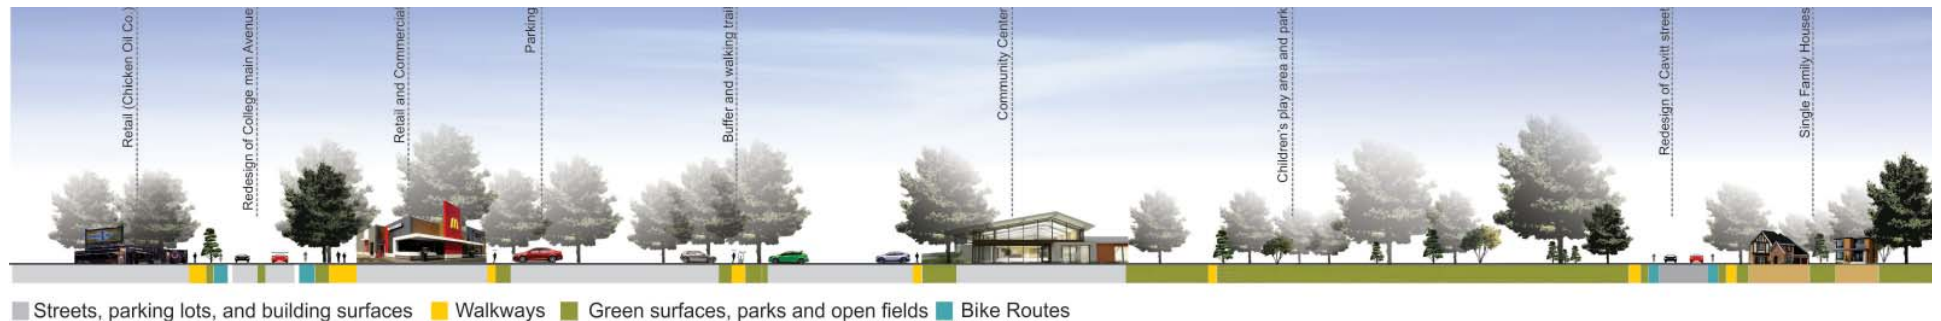 Retail (Chicken Oil Co.)
Redesign of College main Avenue
Retail and Commercial
Parking
Buffer and walking trail
Community Center
Children's play area and park
Redesign of Cavitt street
Single Family Houses
Streets, parking lots, and building surfaces
Walkways
Green surfaces, parks and open fields
Bike Routes